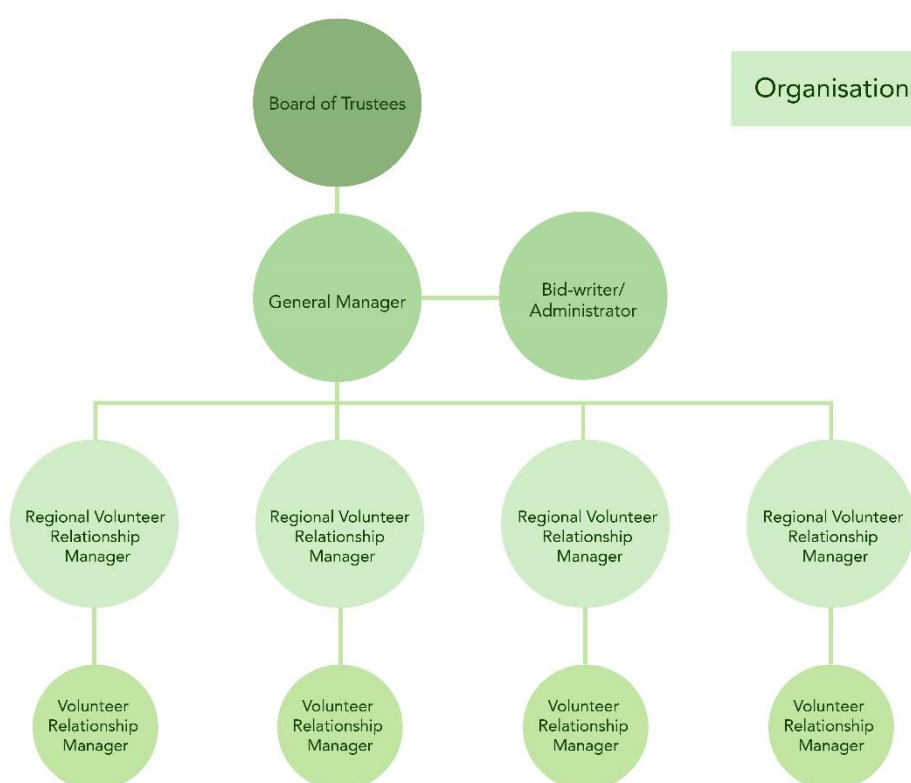 Board of Trustees
Organisation
General Manager
Bid-writer/
Administrator
Regional Volunteer
Relationship
Manager
Regional Volunteer
Relationship
Manager
Regional Volunteer
Relationship
Manager
Regional Volunteer
Relationship
Manager
Volunteer
Relationship
Manager
Volunteer
Relationship
Manager
Volunteer
Relationship
Manager
Volunteer
Relationship
Manager